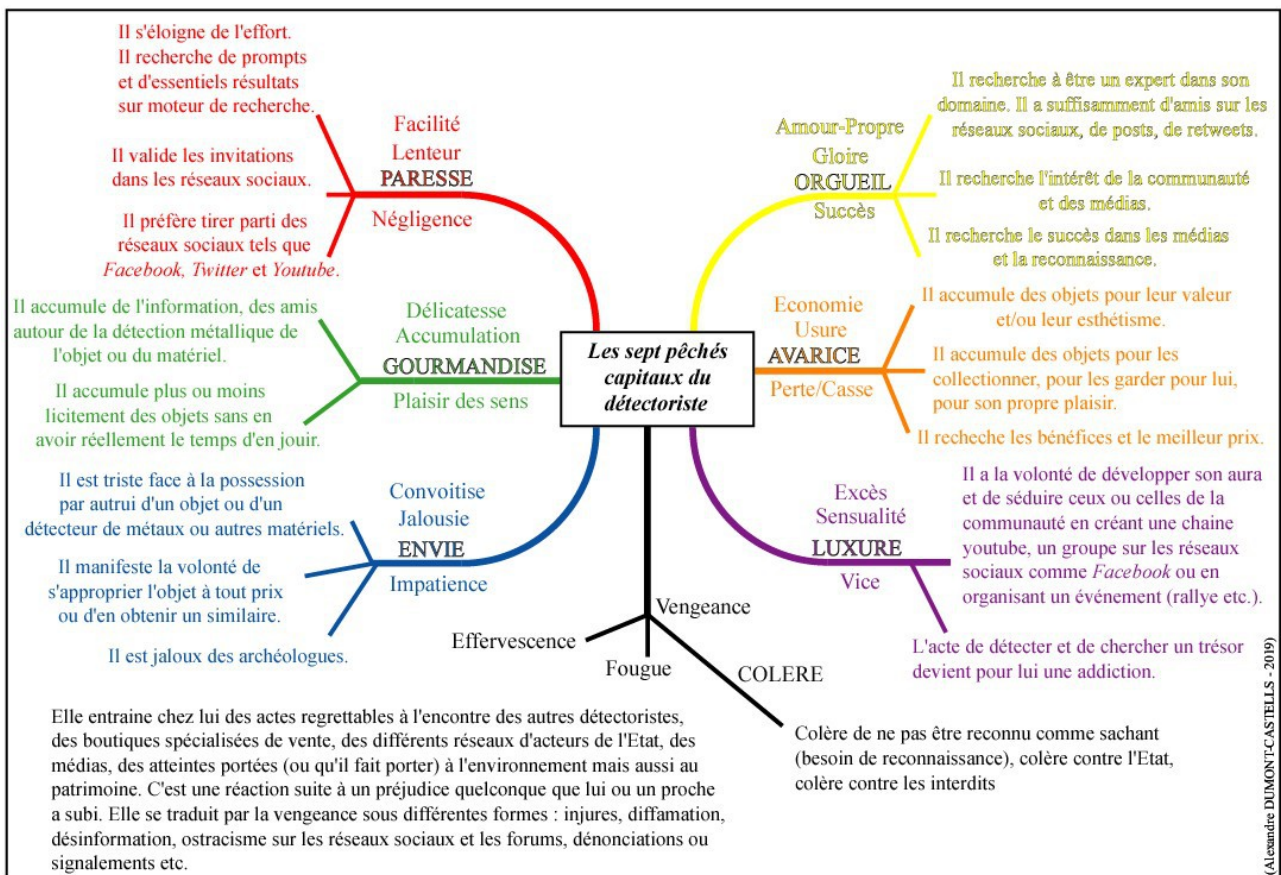 Il s'éloigne de l'effort.
Il recherche de prompts
et d'essentiels résultats
sur moteur de recherche.
Il valide les invitations
dans les réseaux sociaux.
Il préfère tirer parti des
réseaux sociaux tels que
Facebook, Twitter et Youtube.
Facilité
Lenteur
PARESSE
Négligence
Amour-Propre
Gloire
ORGUEIL
Succès
Il recherche à être un expert dans son
domaine. Il a suffisamment d'amis sur les
réseaux sociaux, de posts, de retweets.
Il recherche l'intérêt de la communauté
et des médias.
Il recherche le succès dans les médias
et la reconnaissance.
Il accumule de l'information, des amis
autour de la détection métallique de
l'objet ou du matériel.
Il accumule plus ou moins
licitement des objets sans en
avoir réellement le temps d'en jouir.
Délicatesse
Accumulation
GOURMANDISE
Plaisir des sens
Les sept pêchés
capitaux du
détectoriste
Economie
Usure
AVARICE
Perte/Casse
Il accumule des objets pour leur valeur
et/ou leur esthétisme.
Il accumule des objets pour les
collectionner, pour les garder pour lui,
pour son propre plaisir.
Il recheche les bénéfices et le meilleur prix.
Il est triste face à la possession
par autrui d'un objet ou d'un
détecteur de métaux ou autres matériels.
Il manifeste la volonté de
s'approprier l'objet à tout prix
ou d'en obtenir un similaire.
Il est jaloux des archéologues.
Convoitise
Jalousie
ENVIE
Impatience
Excès
Sensualité
LUXURE
Vice
Il a la volonté de développer son aura
et de séduire ceux ou celles de la
communauté en créant une chaine
youtube, un groupe sur les réseaux
sociaux comme Facebook ou en
organisant un événement (rallye etc.).
L'acte de détecter et de chercher un trésor
devient pour lui une addiction.
Vengeance
Effervescence
Fougue
COLERE
Elle entraine chez lui des actes regrettables à l'encontre des autres détectoristes,
des boutiques spécialisées de vente, des différents réseaux d'acteurs de l'Etat, des
médias, des atteintes portées (ou qu'il fait porter) à l'environnement mais aussi au
patrimoine. C'est une réaction suite à un préjudice quelconque que lui ou un proche
a subi. Elle se traduit par la vengeance sous différentes formes : injures, diffamation,
désinformation, ostracisme sur les réseaux sociaux et les forums, dénonciations ou
signalements etc.
Colère de ne pas être reconnu comme sachant
(besoin de reconnaissance), colère contre l'Etat,
colère contre les interdits
(Alexandre DUMONT-CASTELLS - 2019)